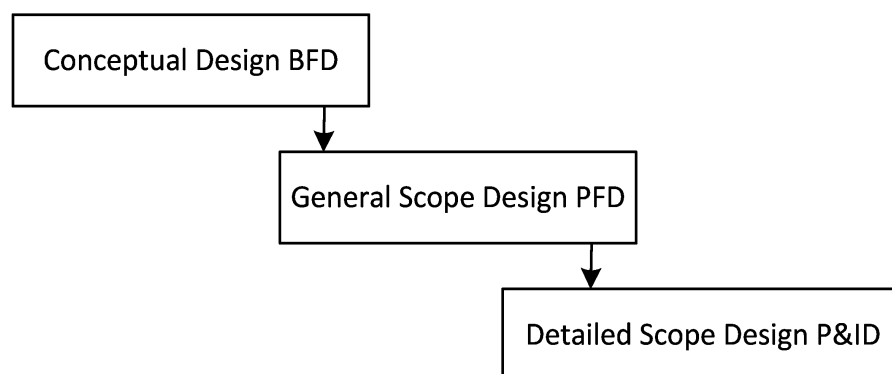 Conceptual Design BFD
General Scope Design PFD
Detailed Scope Design P&ID